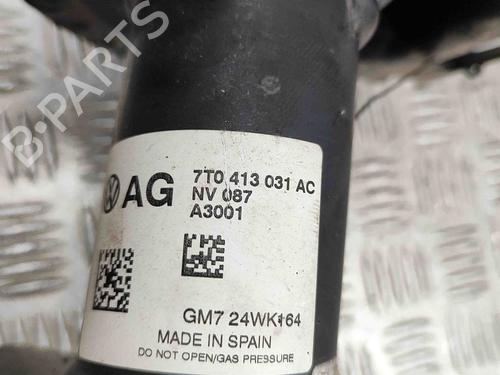 B-PARTS
AG
7T0 413 031 AC
NV 087
A3001
GM7 24WK164
MADE IN SPAIN
DO NOT OPEN/GAS PRESSURE